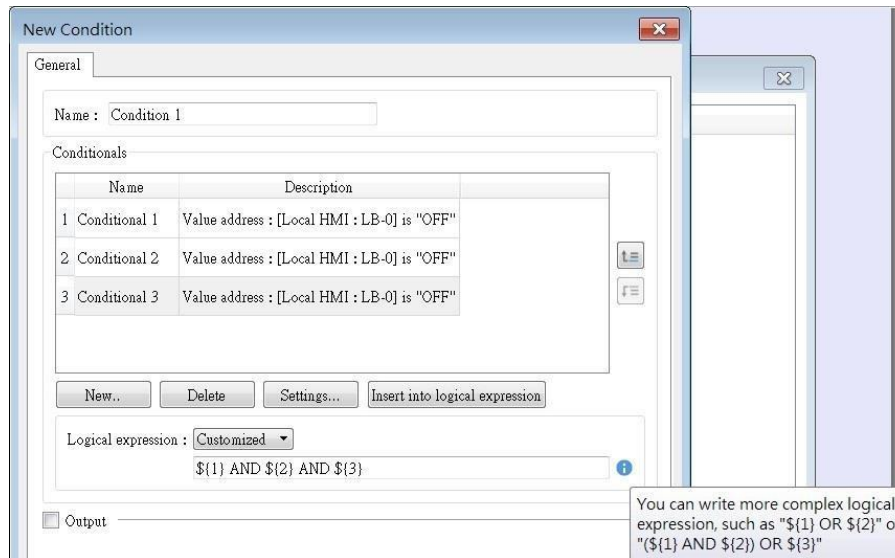 New Condition
General
Name : Condition 1
Conditionals
Name Description
1 Conditional 1 Value address : [Local HMI : LB-0] is "OFF"
2 Conditional 2 Value address : [Local HMI : LB-0] is "OFF"
3 Conditional 3 Value address : [Local HMI : LB-0] is "OFF"
New.. Delete Settings... Insert into logical expression
Logical expression : Customized
${1} AND ${2} AND ${3}
Output
You can write more complex logical
expression, such as "${1} OR ${2}" o
"(${1} AND ${2}) OR ${3}"